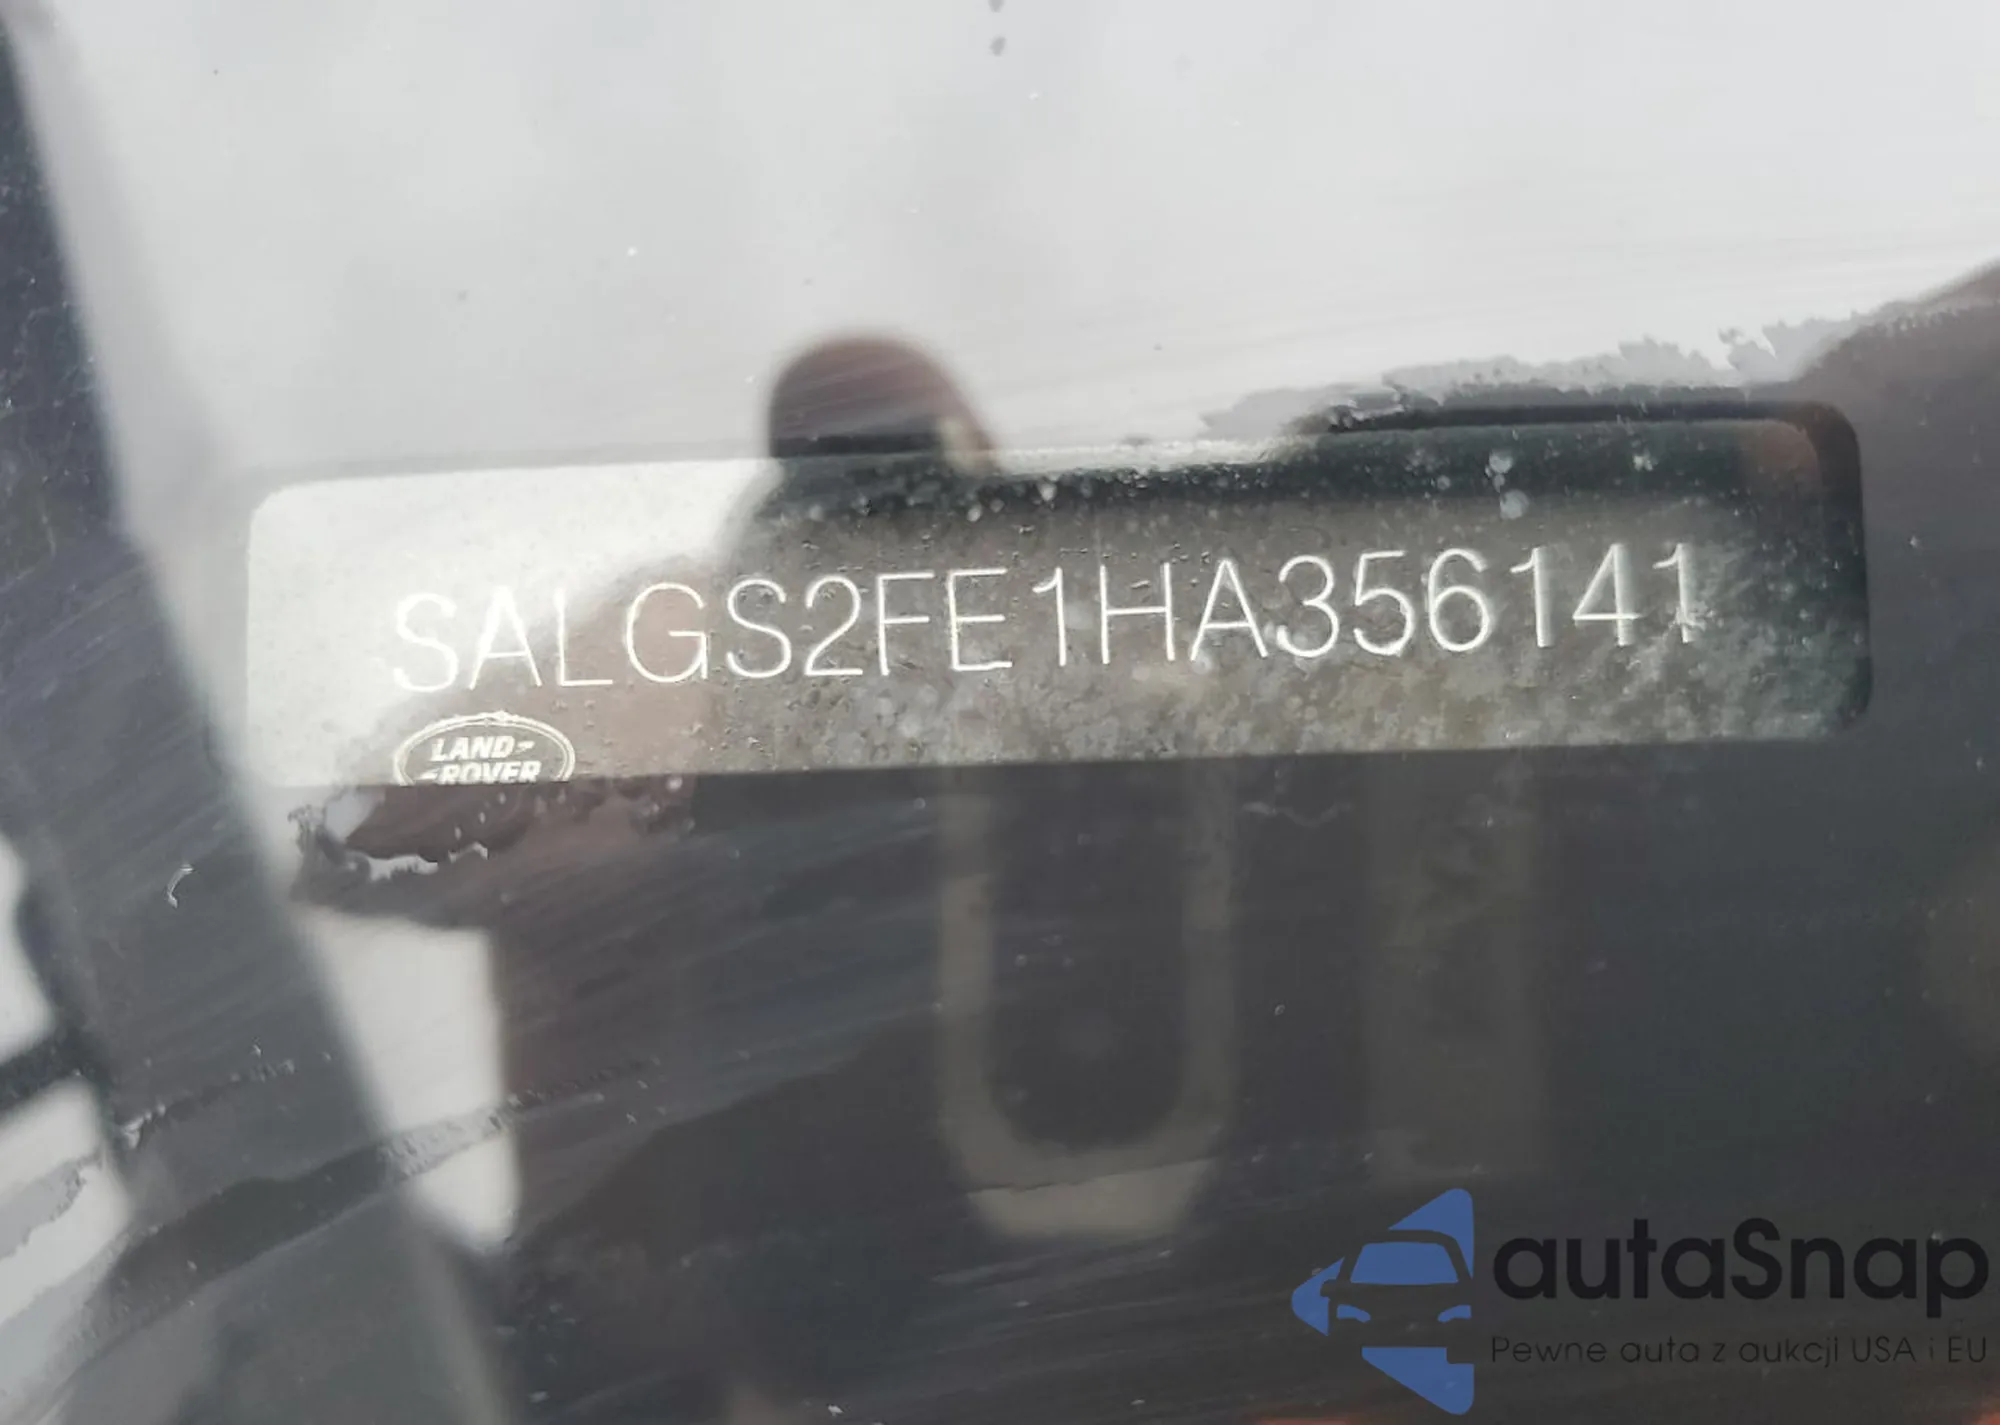 SALGS2FE1HA356141
LAND-
-ROVER
autaSnap
Pewne auta z aukcji USA i EU